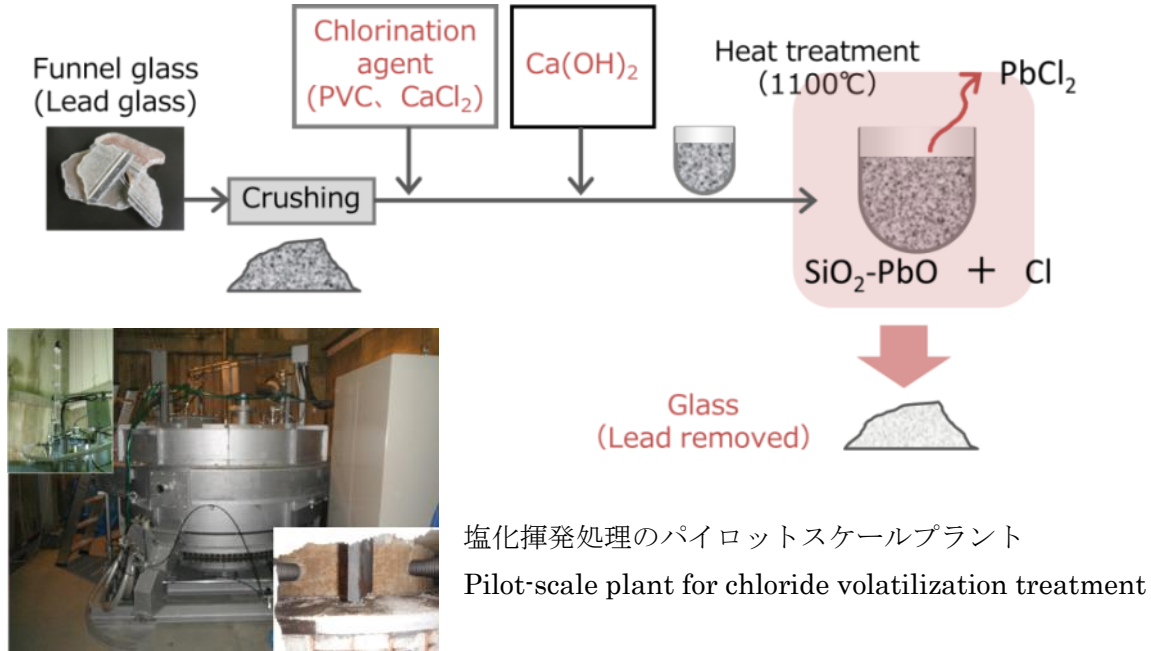 Funnel glass
(Lead glass)
Crushing
Chlorination
agent
(PVC、CaCl₂)
Ca(OH)₂
Heat treatment
(1100℃)
PbCl₂
SiO₂-PbO + Cl
Glass
(Lead removed)
塩化揮発処理のパイロットスケールプラント
Pilot-scale plant for chloride volatilization treatment